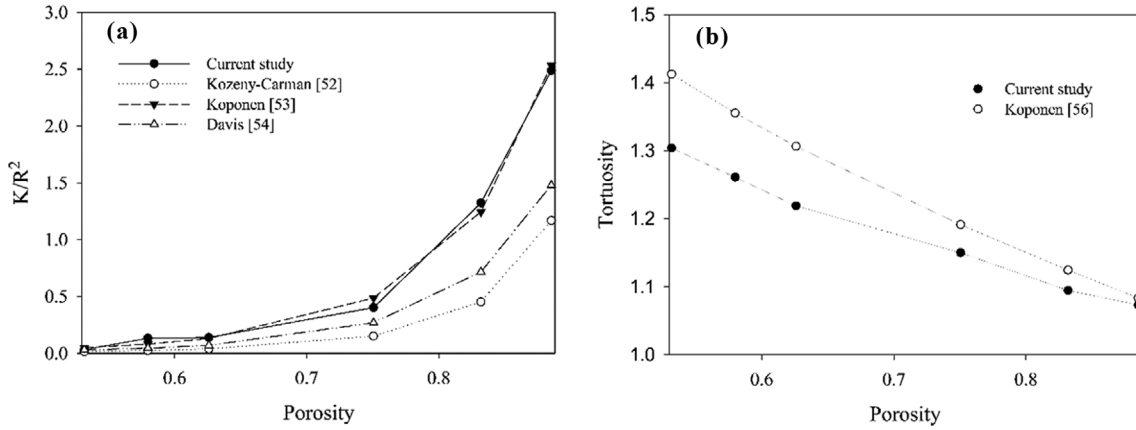 (a)
3.0
2.5
2.0
1.5
1.0
0.5
0.0
K/R²
Current study
Kozeny-Carman [52]
Koponen [53]
Davis [54]
0.6
0.7
0.8
Porosity
(b)
1.5
1.4
1.3
1.2
1.1
1.0
Tortuosity
Current study
Koponen [56]
0.6
0.7
0.8
Porosity